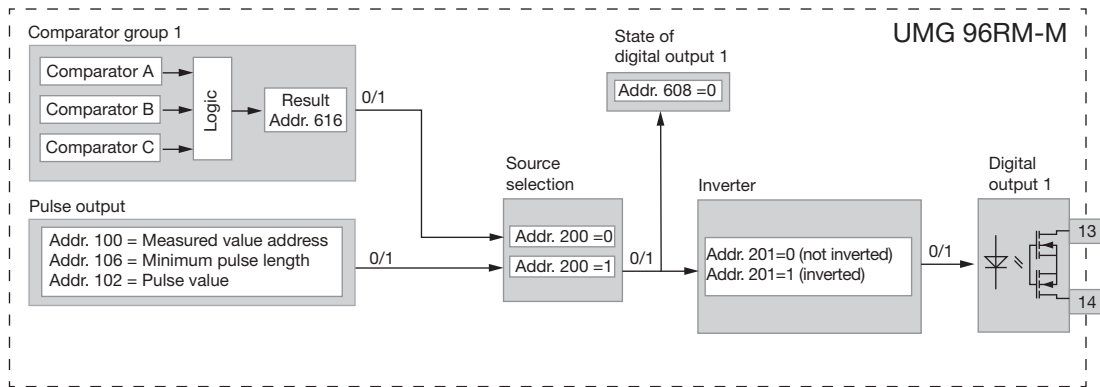 UMG 96RM-M
Comparator group 1
Comparator A
Comparator B
Comparator C
Logic
Result
Addr. 616
0/1
State of
digital output 1
Addr. 608 =0
Pulse output
Addr. 100 = Measured value address
Addr. 106 = Minimum pulse length
Addr. 102 = Pulse value
0/1
Source
selection
Addr. 200 =0
Addr. 200 =1
0/1
Inverter
Addr. 201=0 (not inverted)
Addr. 201=1 (inverted)
0/1
Digital
output 1
13
14